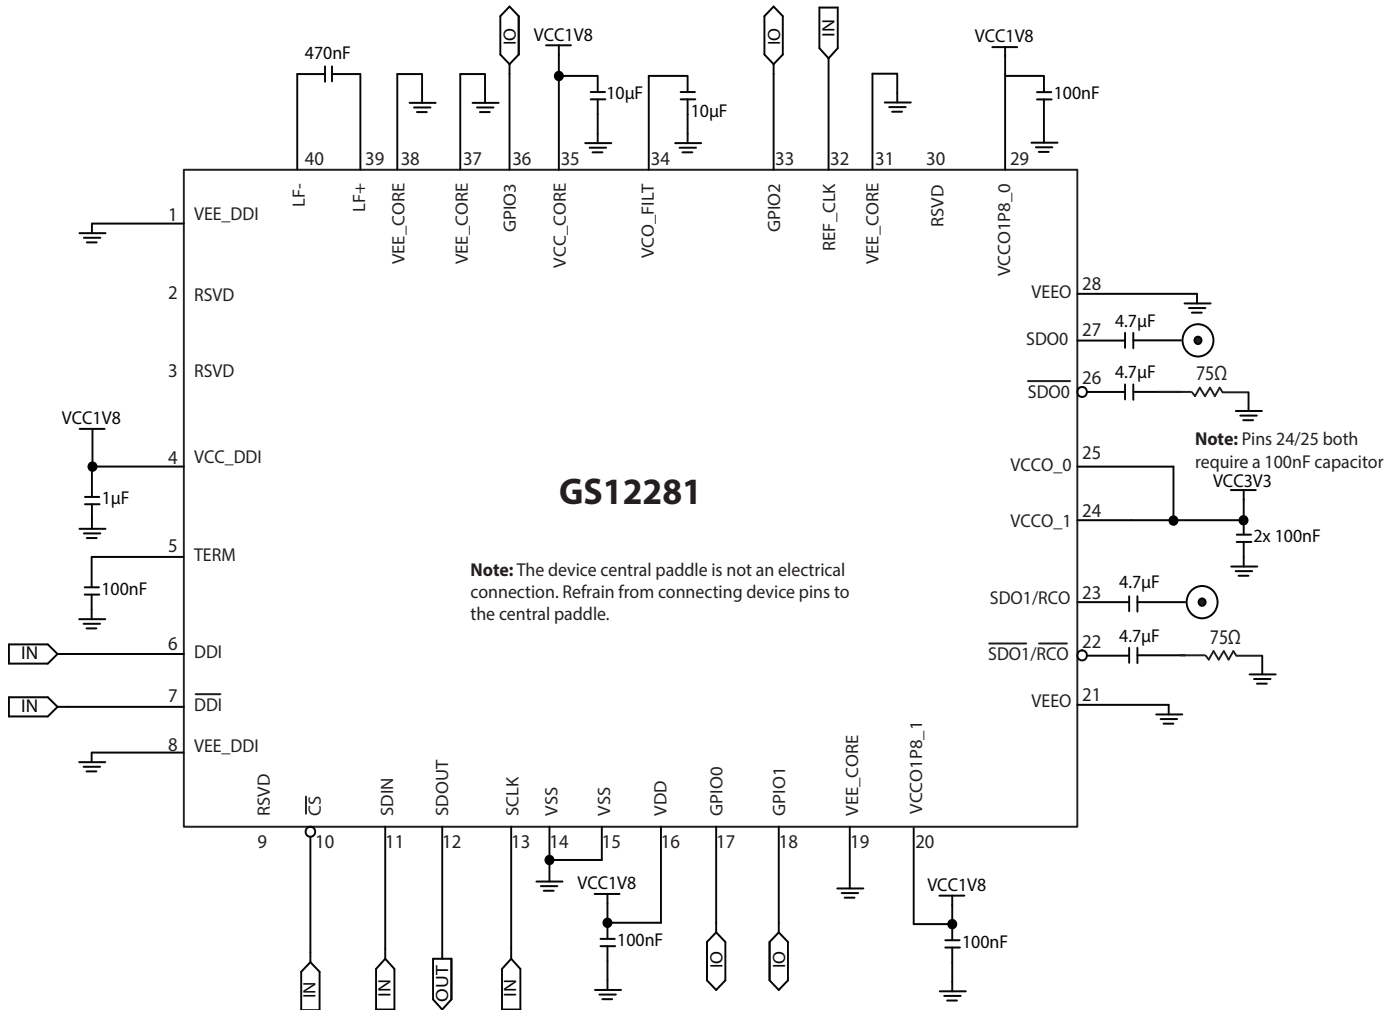 470nF
IO
VCC1V8
10µF
10µF
IO
IN
VCC1V8
100nF
40 39 38 37 36 35 34 33 32 31 30 29
LF-
LF+
VEE_CORE
VEE_CORE
GPIO3
VCC_CORE
VCO_FILT
GPIO2
REF_CLK
VEE_CORE
RSVD
VCCO1P8_0
1 VEE_DDI
2 RSVD
3 RSVD
VCC1V8
4 VCC_DDI
1µF
5 TERM
100nF
IN 6 DDI
IN 7 DDI
8 VEE_DDI
GS12281
Note: The device central paddle is not an electrical
connection. Refrain from connecting device pins to
the central paddle.
VEEO 28
SDO0 27 4.7µF
SDO0 26 4.7µF 75Ω
Note: Pins 24/25 both
require a 100nF capacitor
VCCO_0 25
VCC3V3
VCCO_1 24
2x 100nF
SDO1/RCO 23 4.7µF
SDO1/RCO 22 4.7µF 75Ω
VEEO 21
RSVD
CS
SDIN
SDOUT
SCLK
VSS
VSS
VDD
GPIO0
GPIO1
VEE_CORE
VCCO1P8_1
9 10 11 12 13 14 15 16 17 18 19 20
VCC1V8
100nF
VCC1V8
100nF
IN
IN
OUT
IN
IO
IO